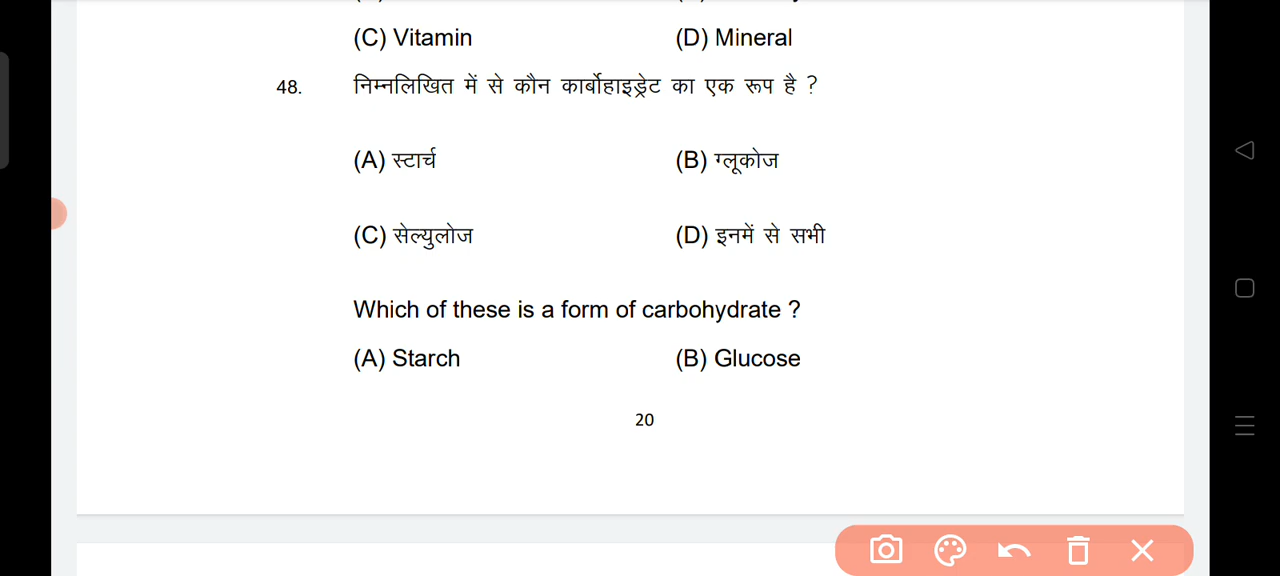 (C) Vitamin (D) Mineral
48. निम्नलिखित में से कौन कार्बोहाइड्रेट का एक रूप है ?
(A) स्टार्च (B) ग्लूकोज
(C) सेल्युलोज (D) इनमें से सभी
Which of these is a form of carbohydrate ?
(A) Starch (B) Glucose
20